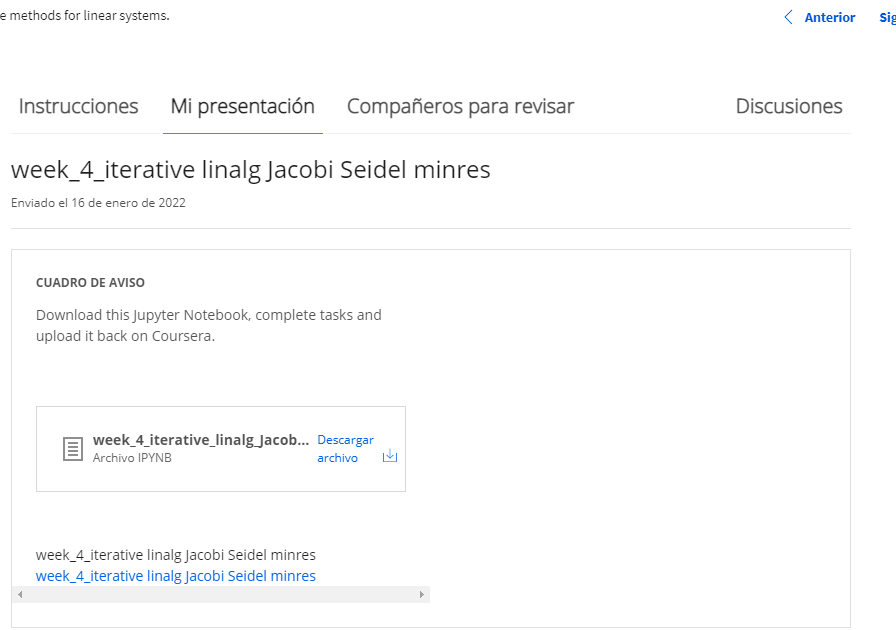 e methods for linear systems.
Anterior
Sig
Instrucciones
Mi presentación
Compañeros para revisar
Discusiones
week_4_iterative linalg Jacobi Seidel minres
Enviado el 16 de enero de 2022
CUADRO DE AVISO
Download this Jupyter Notebook, complete tasks and
upload it back on Coursera.
week_4_iterative_linalg_Jacob...
Descargar
Archivo IPYNB
archivo
week_4_iterative linalg Jacobi Seidel minres
week_4_iterative linalg Jacobi Seidel minres